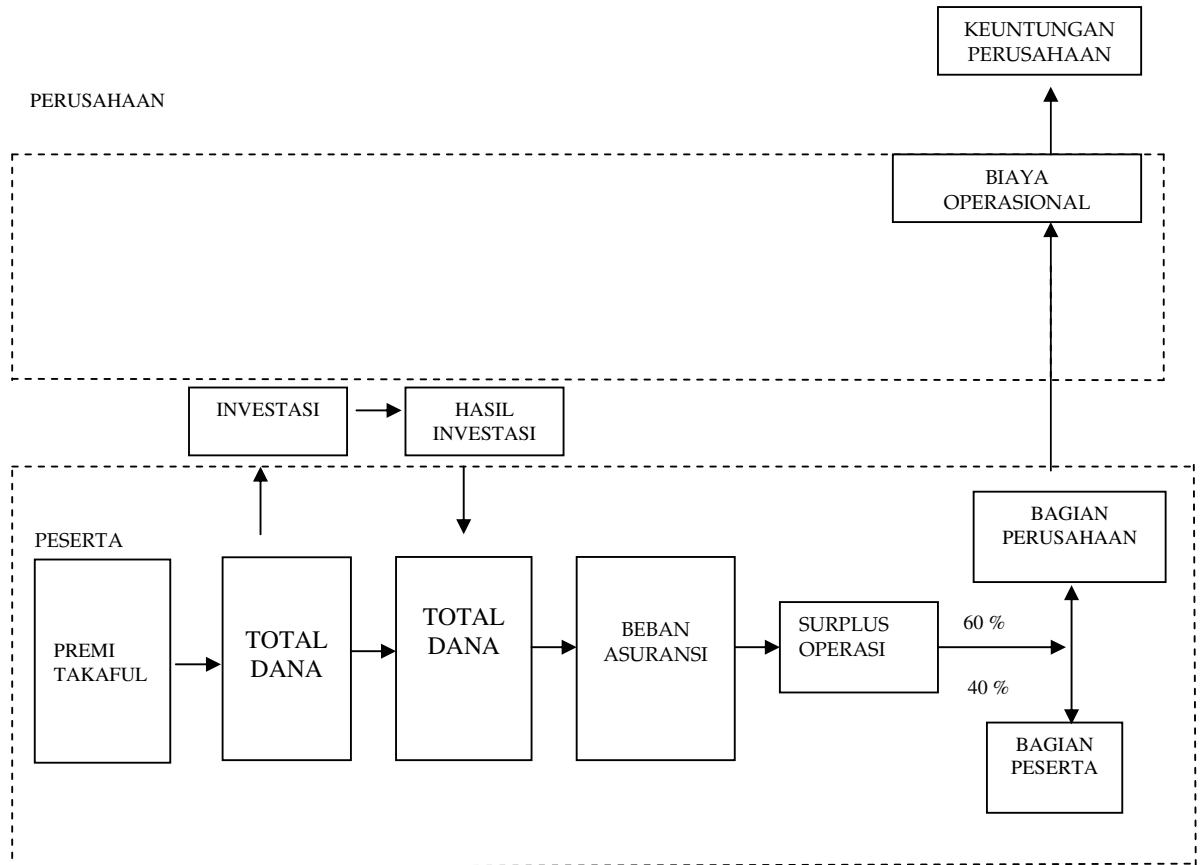 KEUNTUNGAN
PERUSAHAAN
PERUSAHAAN
BIAYA
OPERASIONAL
INVESTASI
HASIL
INVESTASI
BAGIAN
PERUSAHAAN
PESERTA
PREMI
TAKAFUL
TOTAL
DANA
TOTAL
DANA
BEBAN
ASURANSI
SURPLUS
OPERASI
60 %
40 %
BAGIAN
PESERTA